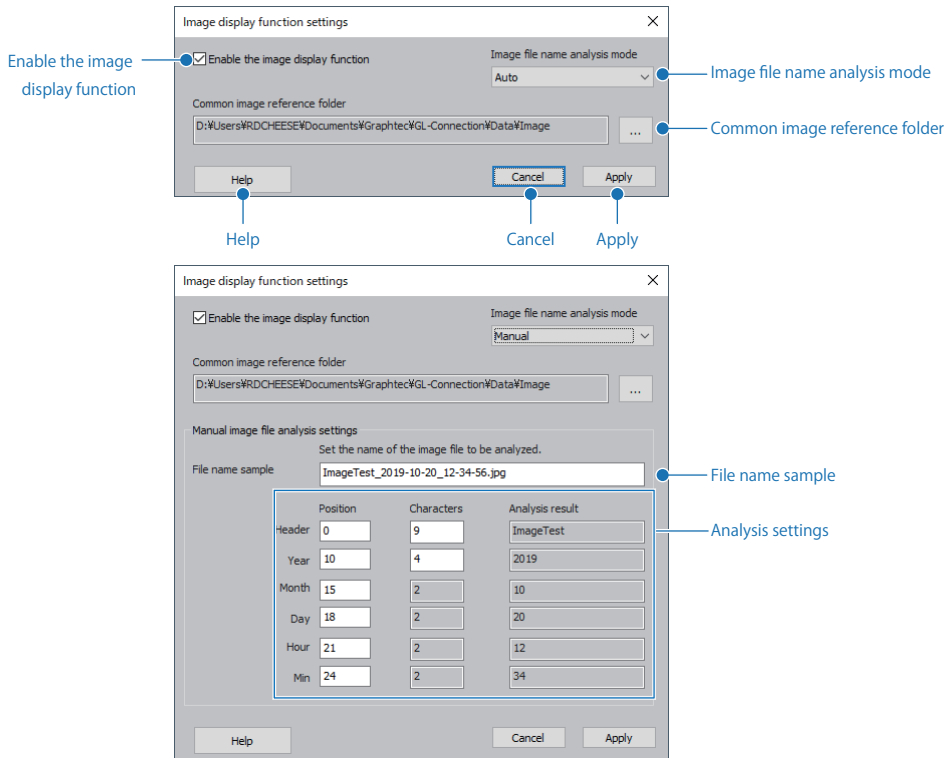 Image display function settings
Enable the image display function
Image file name analysis mode
Auto
Common image reference folder
D:¥Users¥RDCHEESE¥Documents¥Graphtec¥GL-Connection¥Data¥Image
...
Help
Cancel
Apply
Enable the image
display function
Image file name analysis mode
Common image reference folder
Help
Cancel
Apply
Image display function settings
Enable the image display function
Image file name analysis mode
Manual
Common image reference folder
D:¥Users¥RDCHEESE¥Documents¥Graphtec¥GL-Connection¥Data¥Image
...
Manual image file analysis settings
Set the name of the image file to be analyzed.
File name sample
ImageTest_2019-10-20_12-34-56.jpg
File name sample
Position Characters Analysis result
Header 0 9 ImageTest
Analysis settings
Year 10 4 2019
Month 15 2 10
Day 18 2 20
Hour 21 2 12
Min 24 2 34
Help
Cancel
Apply